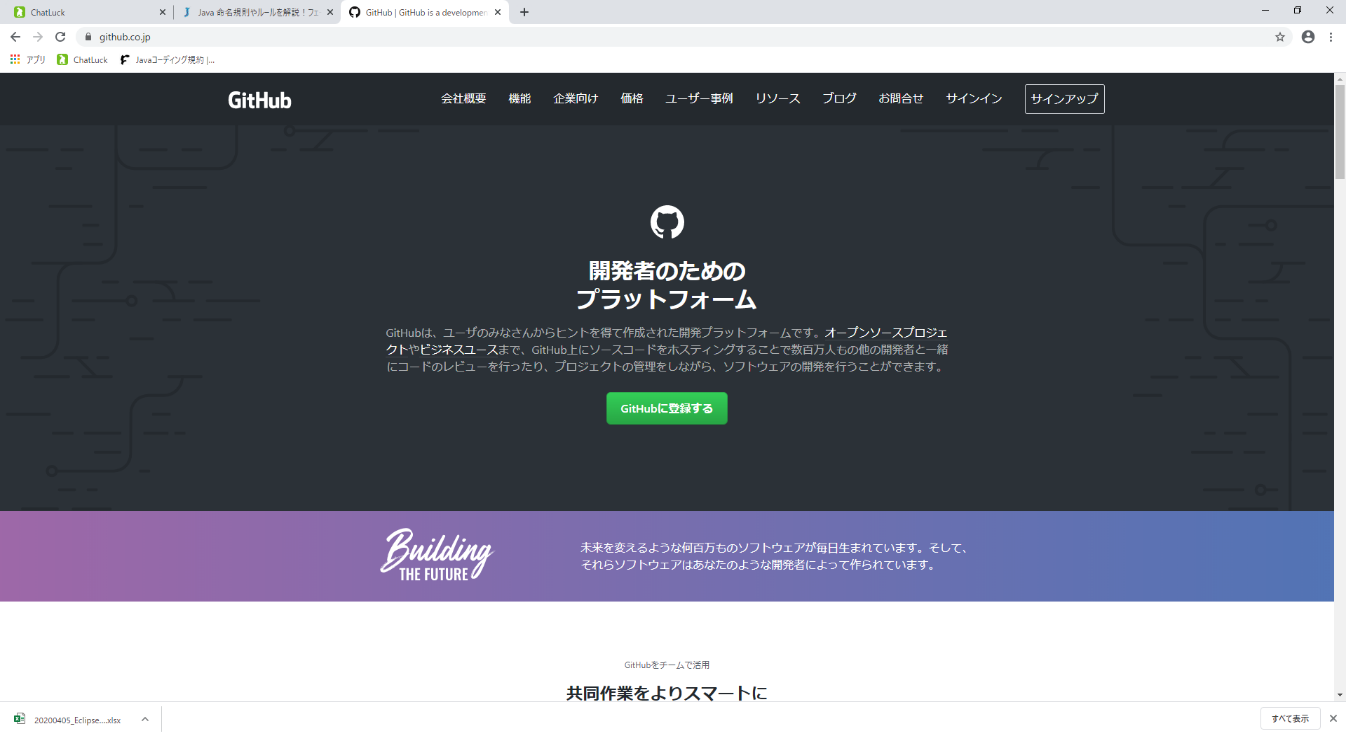 ChatLuck
Java 命名規則やルールを解説！フェ
GitHub | GitHub is a developmen
github.co.jp
アプリ
ChatLuck
Javaコーディング規約 |...
GitHub
会社概要 機能 企業向け 価格 ユーザー事例 リソース ブログ お問合せ サインイン サインアップ
開発者のための
プラットフォーム
GitHubは、ユーザのみなさんからヒントを得て作成された開発プラットフォームです。オープンソースプロジェ
クトやビジネスユースまで、GitHub上にソースコードをホスティングすることで数百万人もの他の開発者と一緒
にコードのレビューを行ったり、プロジェクトの管理をしながら、ソフトウェアの開発を行うことができます。
GitHubに登録する
Building
THE FUTURE
未来を変えるような何百万ものソフトウェアが毎日生まれています。そして、
それらソフトウェアはあなたのような開発者によって作られています。
GitHubをチームで活用
共同作業をよりスマートに
20200405_Eclipse....xlsx
すべて表示